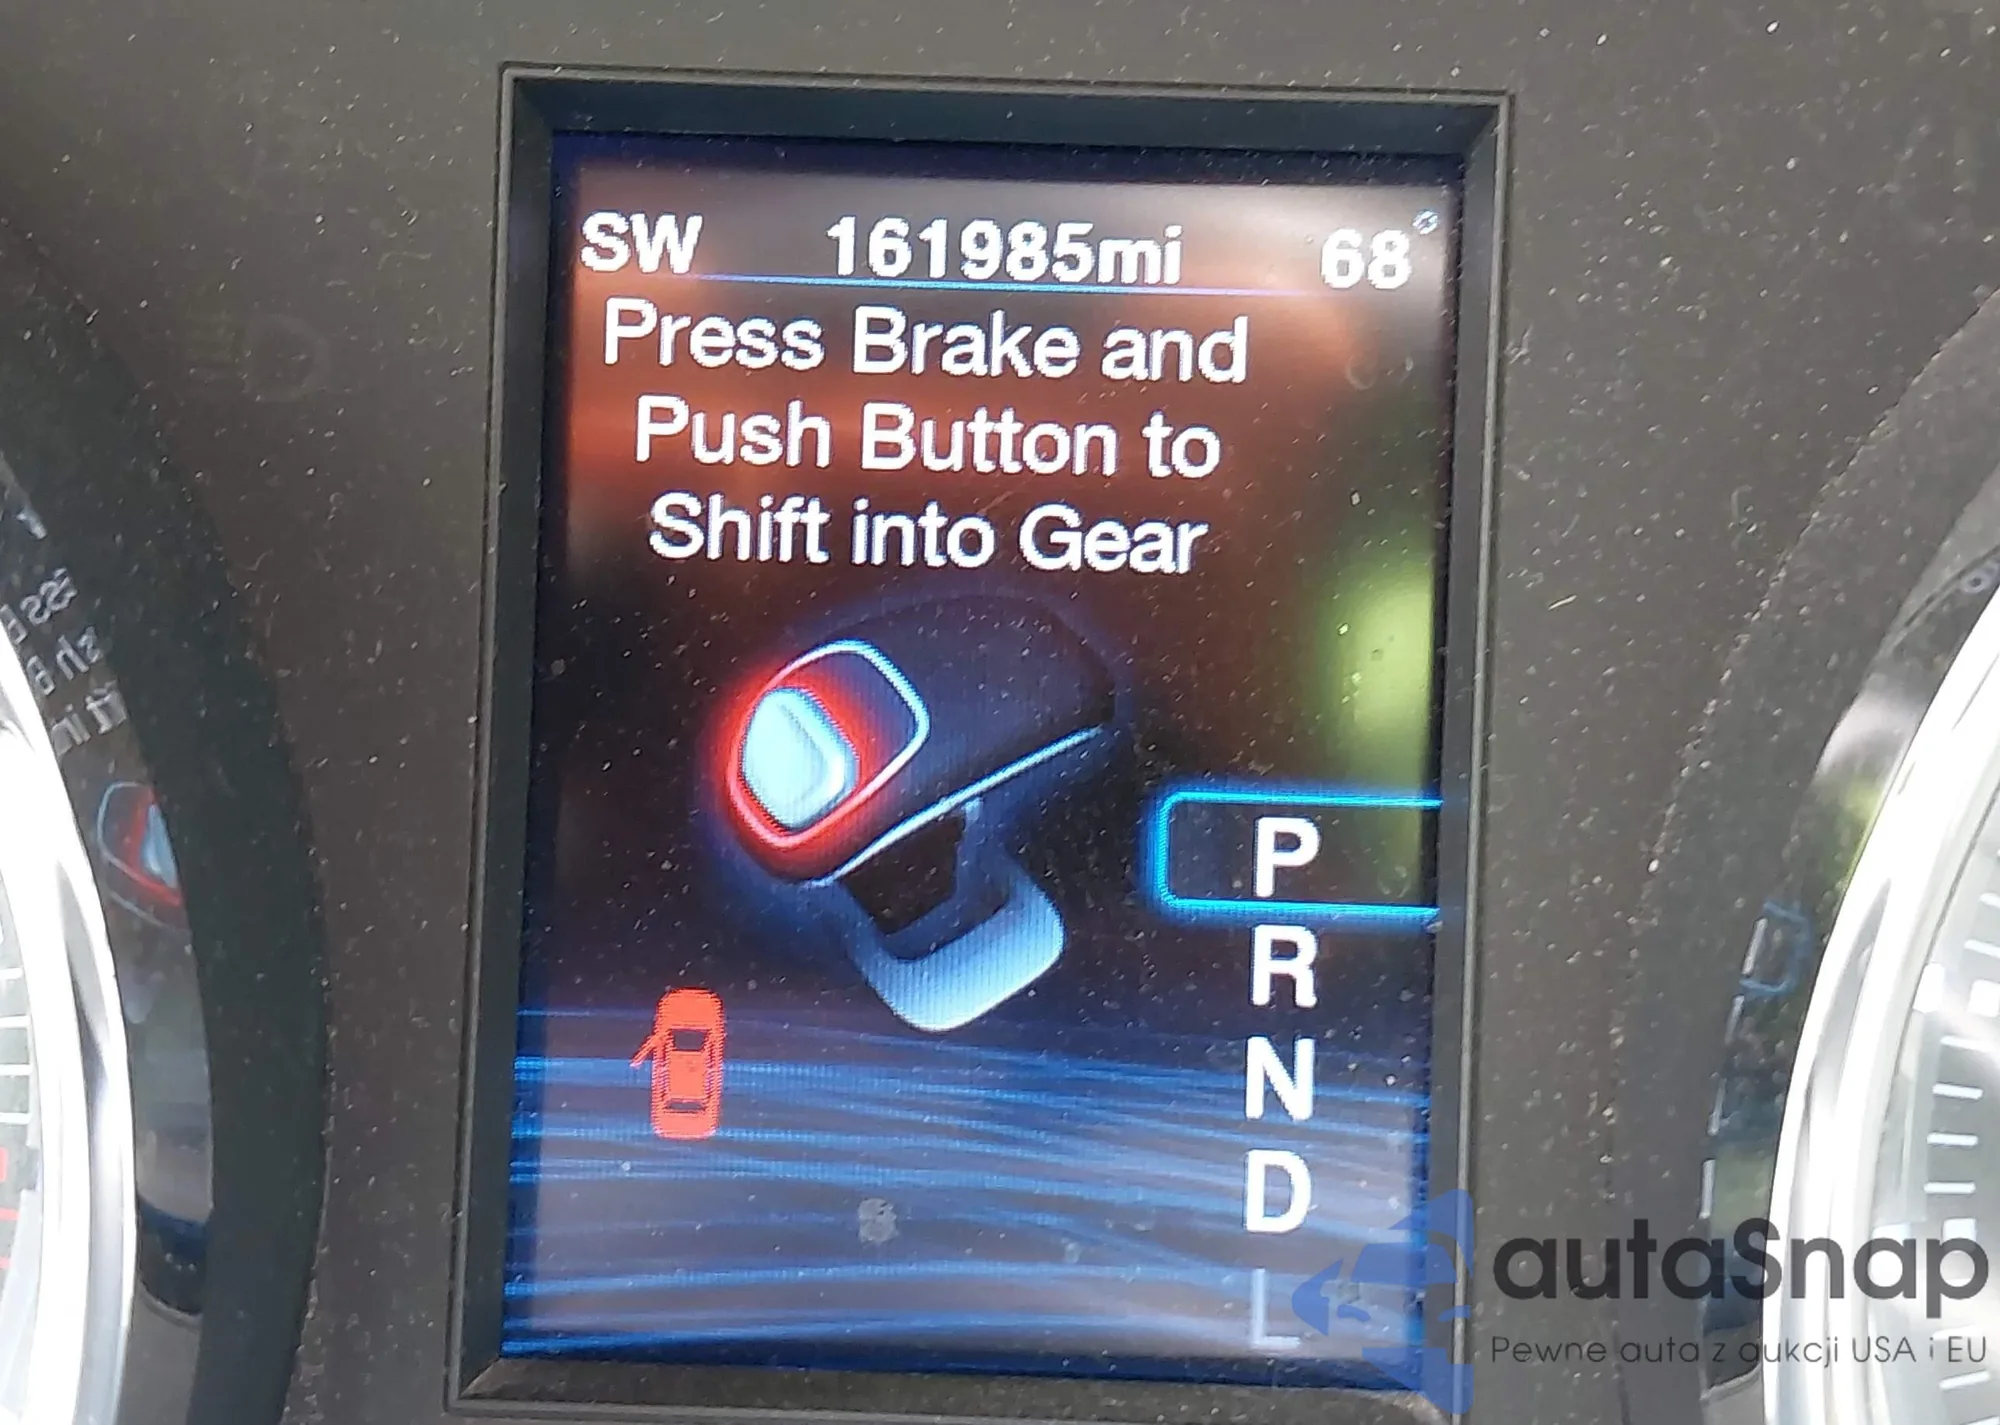 SW 161985mi 68°
Press Brake and
Push Button to
Shift into Gear
P
R
N
D
L
autaSnap
Pewne auta z aukcji USA i EU